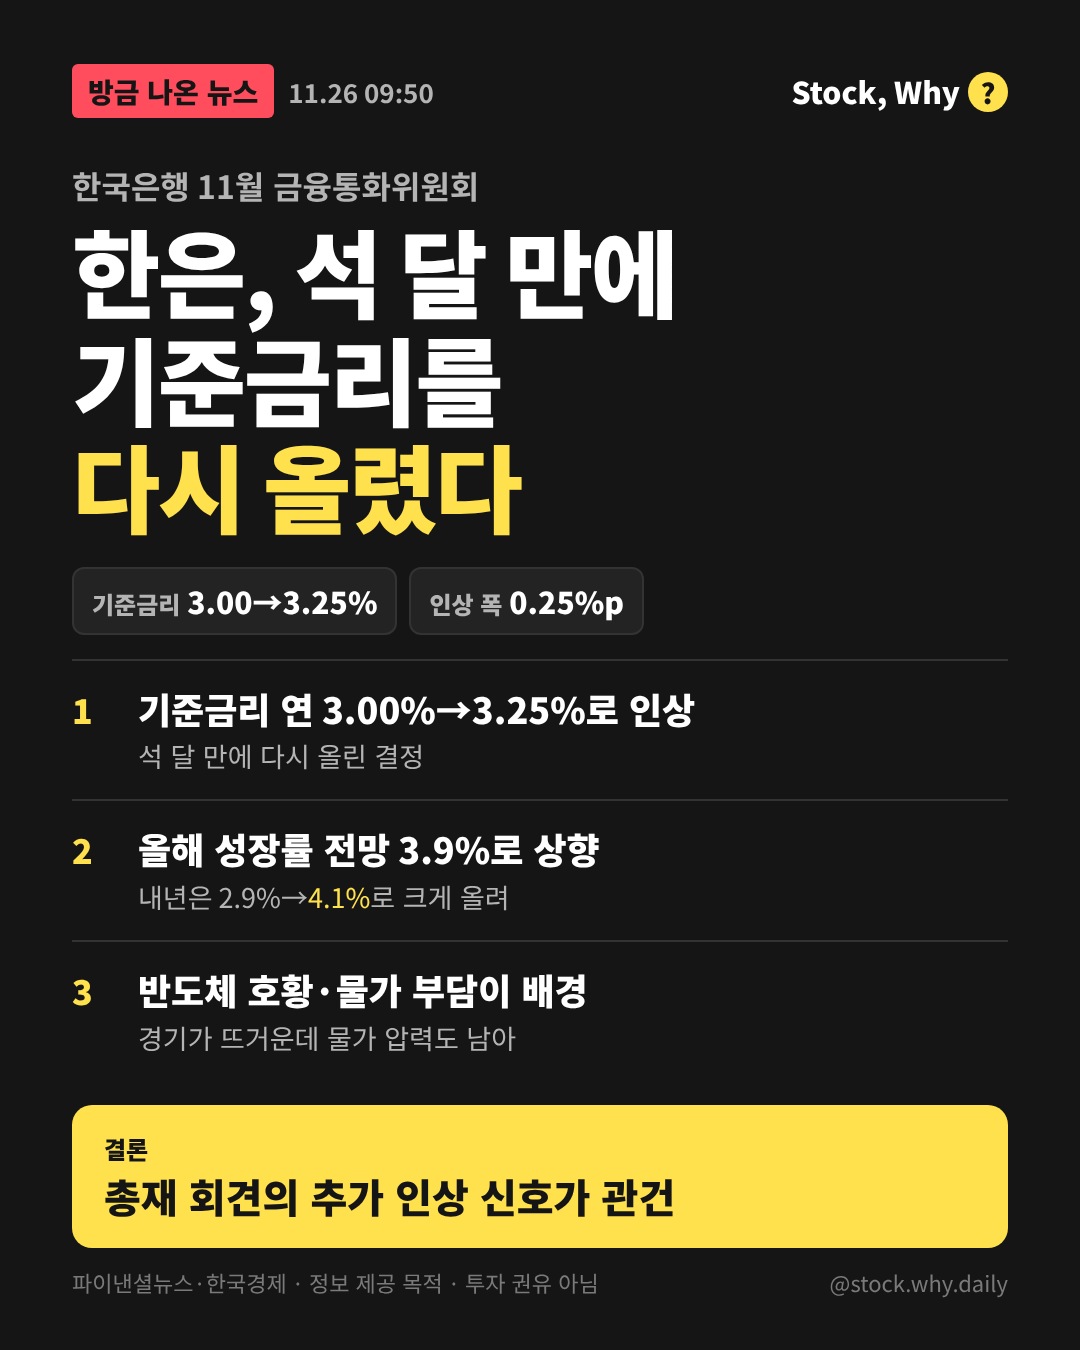 방금 나온 뉴스 11.26 09:50 Stock, Why ?
한국은행 11월 금융통화위원회
한은, 석 달 만에
기준금리를
다시 올렸다
기준금리 3.00→3.25% 인상 폭 0.25%p
1 기준금리 연 3.00%→3.25%로 인상
석 달 만에 다시 올린 결정
2 올해 성장률 전망 3.9%로 상향
내년은 2.9%→4.1%로 크게 올려
3 반도체 호황·물가 부담이 배경
경기가 뜨거운데 물가 압력도 남아
결론
총재 회견의 추가 인상 신호가 관건
파이낸셜뉴스·한국경제 · 정보 제공 목적 · 투자 권유 아님 @stock.why.daily